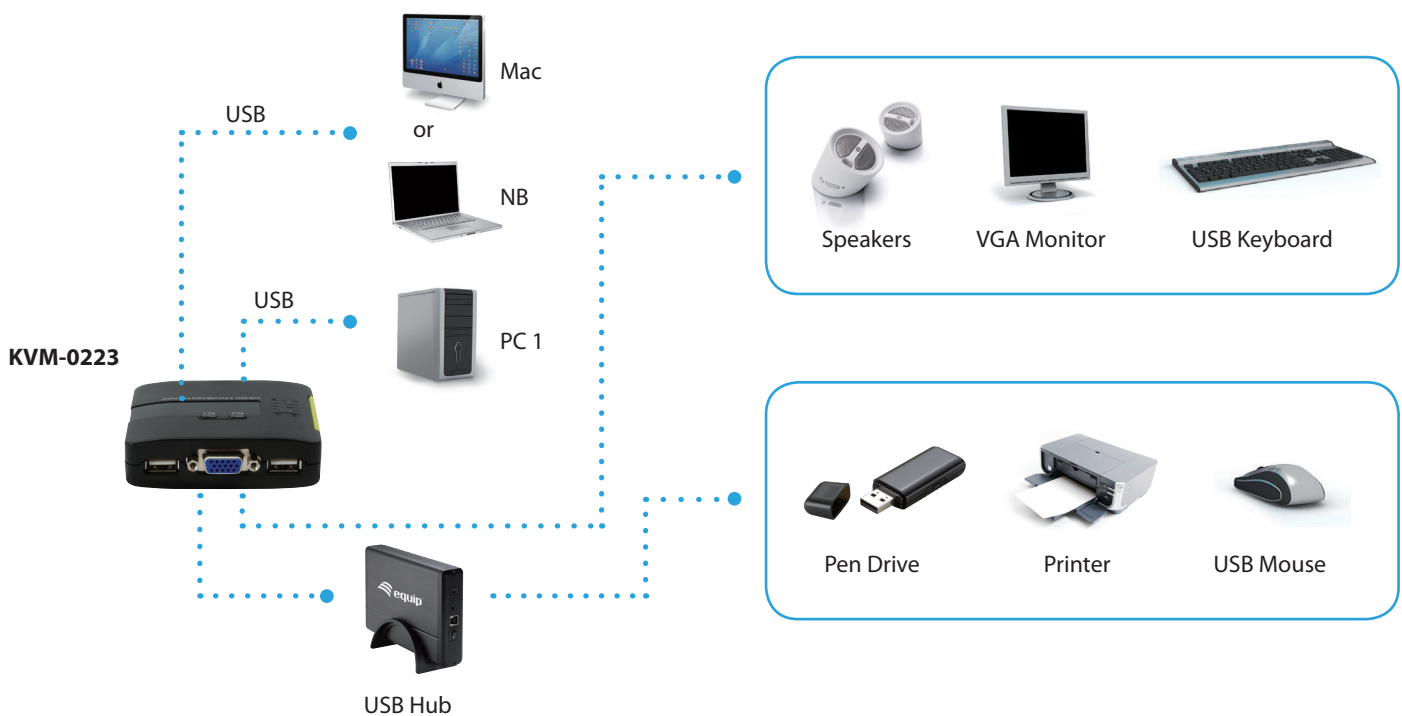 Mac
USB
or
NB
USB
PC 1
KVM-0223
Speakers
VGA Monitor
USB Keyboard
equip
USB Hub
Pen Drive
Printer
USB Mouse